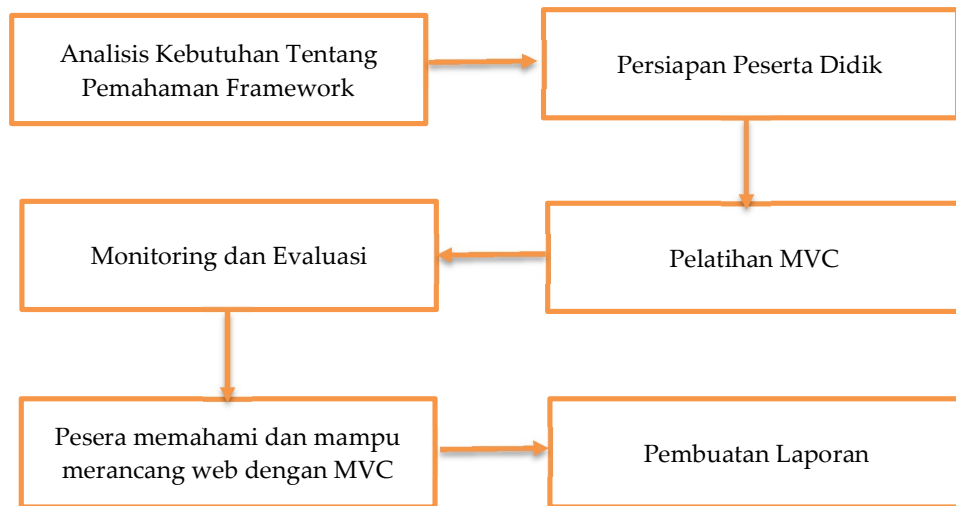 Analisis Kebutuhan Tentang
Pemahaman Framework
Persiapan Peserta Didik
Pelatihan MVC
Monitoring dan Evaluasi
Pesera memahami dan mampu
merancang web dengan MVC
Pembuatan Laporan